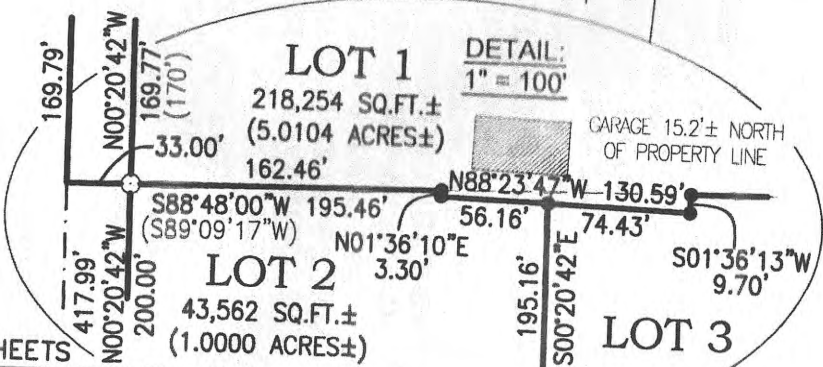 169.79'
N00°20'42"W
169.77'
(170')
LOT 1
218,254 SQ.FT.±
(5.0104 ACRES±)
DETAIL:
1" = 100'
GARAGE 15.2'± NORTH
OF PROPERTY LINE
33.00'
162.46'
S88°48'00"W 195.46'
(S89°09'17"W)
N88°23'47"W 130.59'
56.16'
74.43'
N01°36'10"E
3.30'
S01°36'13"W
9.70'
417.99'
N00°20'42"W
200.00'
LOT 2
43,562 SQ.FT.±
(1.0000 ACRES±)
195.16'
S00°20'42"E
LOT 3
HEETS